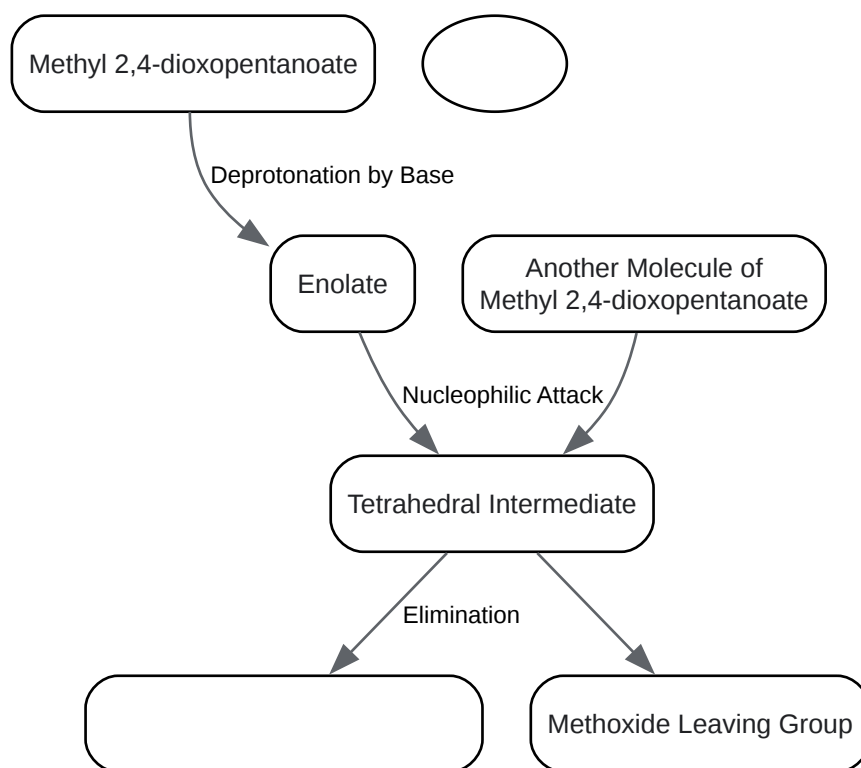 Methyl 2,4-dioxopentanoate
Deprotonation by Base
Enolate
Another Molecule of
Methyl 2,4-dioxopentanoate
Nucleophilic Attack
Tetrahedral Intermediate
Elimination
Methoxide Leaving Group